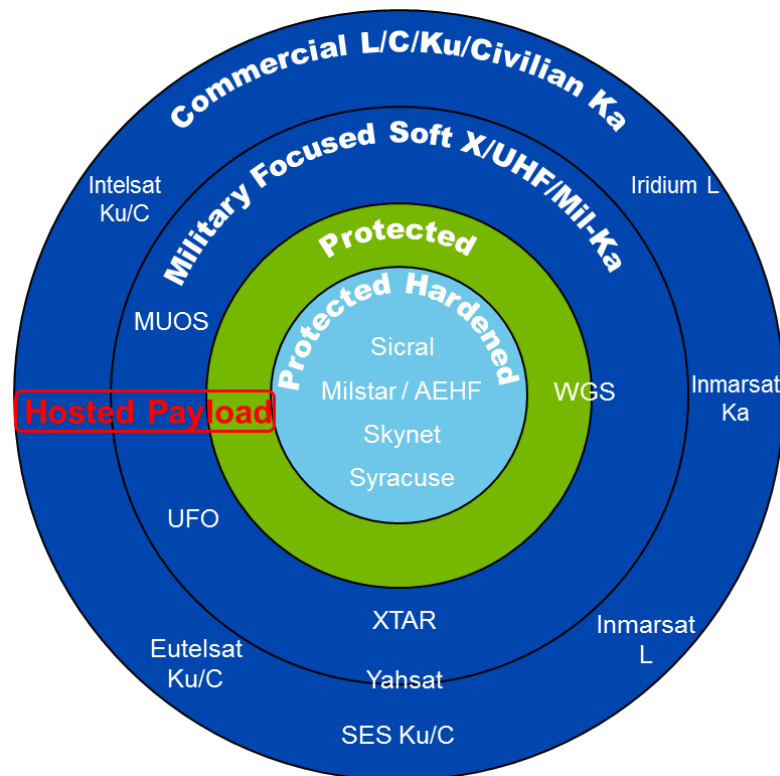 Commercial L/C/Ku/Civilian Ka
Military Focused Soft X/UHF/Mil-Ka
Protected
Protected Hardened
Intelsat
Ku/C
Iridium L
MUOS
Sicral
Milstar / AEHF
WGS
Inmarsat
Ka
Hosted Payload
Skynet
Syracuse
UFO
XTAR
Inmarsat
L
Eutelsat
Ku/C
Yahsat
SES Ku/C